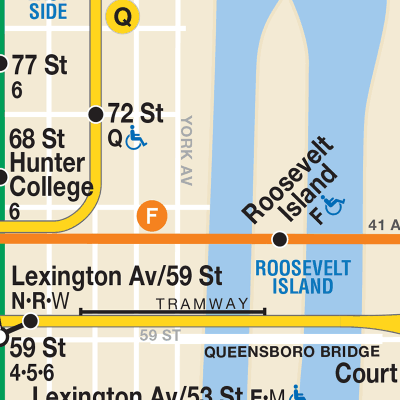 SIDE
Q
77 St
6
72 St
Q
YORK AV
68 St
Hunter
College
6
F
Roosevelt
Island
F
41 A
ROOSEVELT
ISLAND
Lexington Av/59 St
N•R•W
TRAMWAY
59 ST
59 St
4•5•6
QUEENSBORO BRIDGE
Court
Lexington Av/53 St E•M